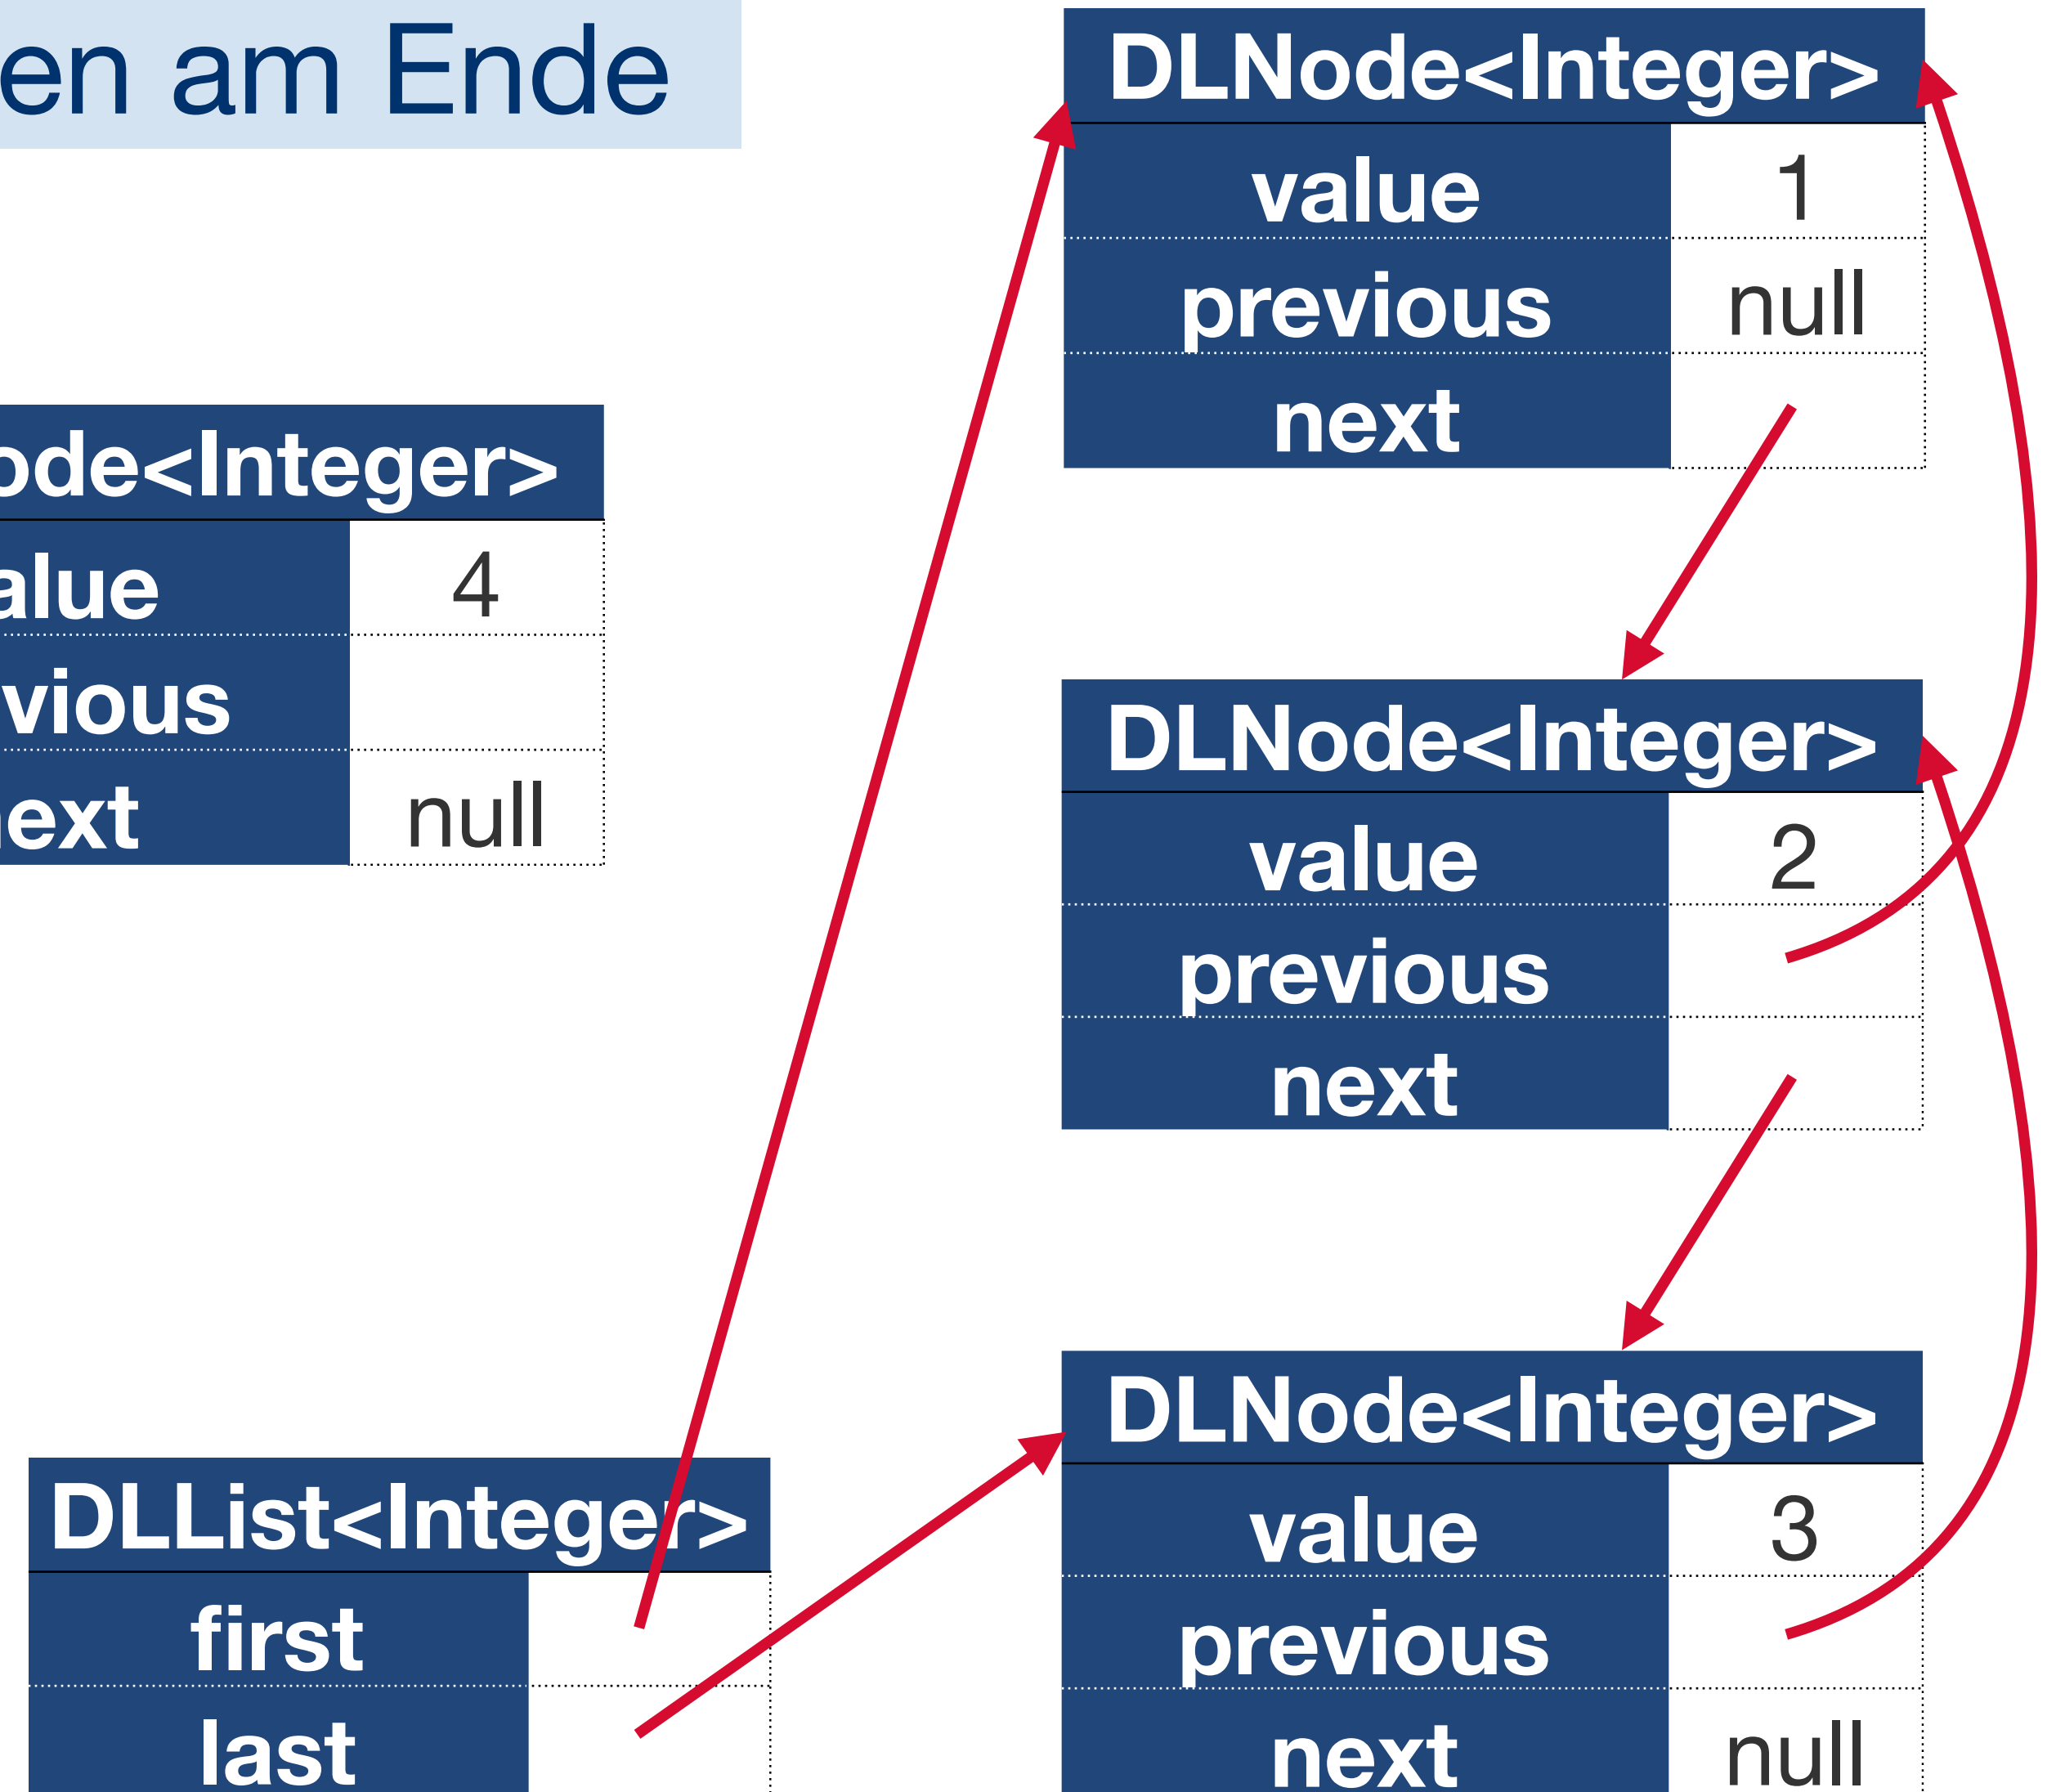 en am Ende
ode<Integer>
alue 4
vious
ext null
DLList<Integer>
first
last
DLNode<Integer>
value 1
previous null
next
DLNode<Integer>
value 2
previous
next
DLNode<Integer>
value 3
previous
next null